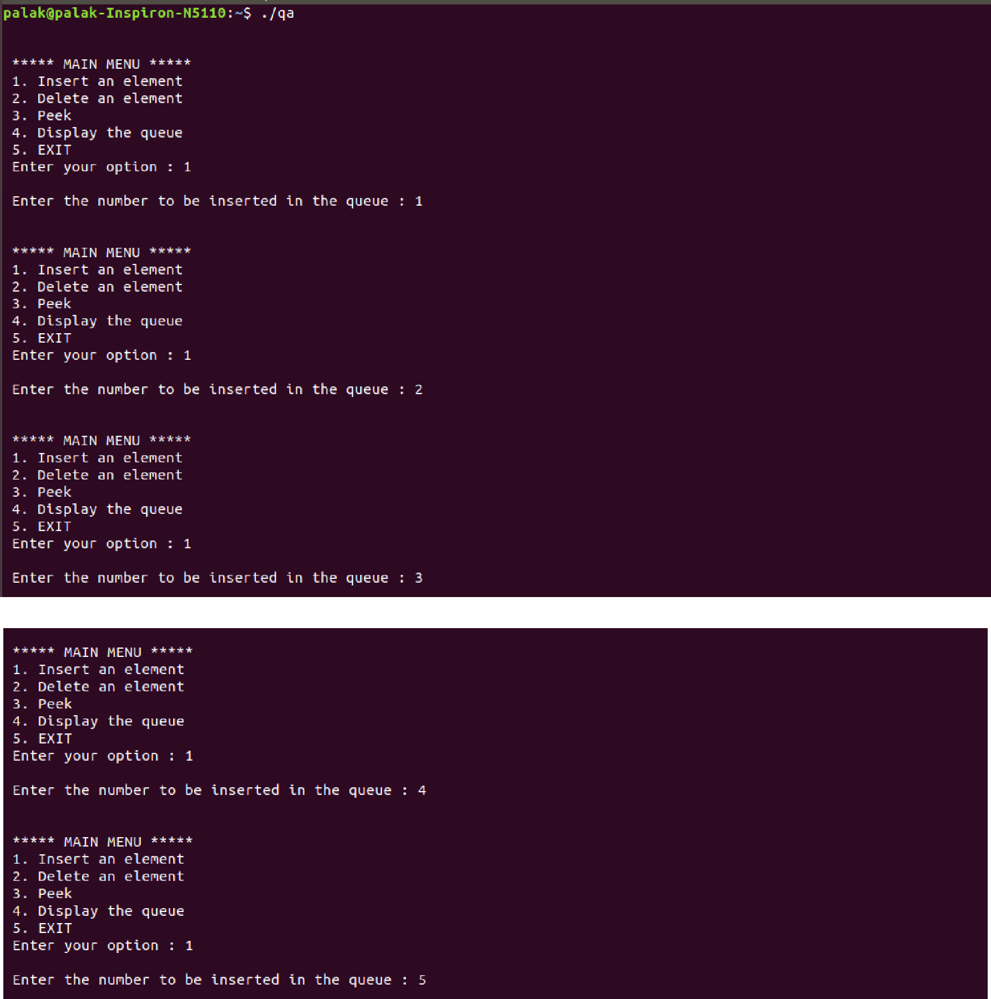 palak@palak-Inspiron-N5110:~$ ./qa
***** MAIN MENU *****
1. Insert an element
2. Delete an element
3. Peek
4. Display the queue
5. EXIT
Enter your option : 1
Enter the number to be inserted in the queue : 1
***** MAIN MENU *****
1. Insert an element
2. Delete an element
3. Peek
4. Display the queue
5. EXIT
Enter your option : 1
Enter the number to be inserted in the queue : 2
***** MAIN MENU *****
1. Insert an element
2. Delete an element
3. Peek
4. Display the queue
5. EXIT
Enter your option : 1
Enter the number to be inserted in the queue : 3
***** MAIN MENU *****
1. Insert an element
2. Delete an element
3. Peek
4. Display the queue
5. EXIT
Enter your option : 1
Enter the number to be inserted in the queue : 4
***** MAIN MENU *****
1. Insert an element
2. Delete an element
3. Peek
4. Display the queue
5. EXIT
Enter your option : 1
Enter the number to be inserted in the queue : 5